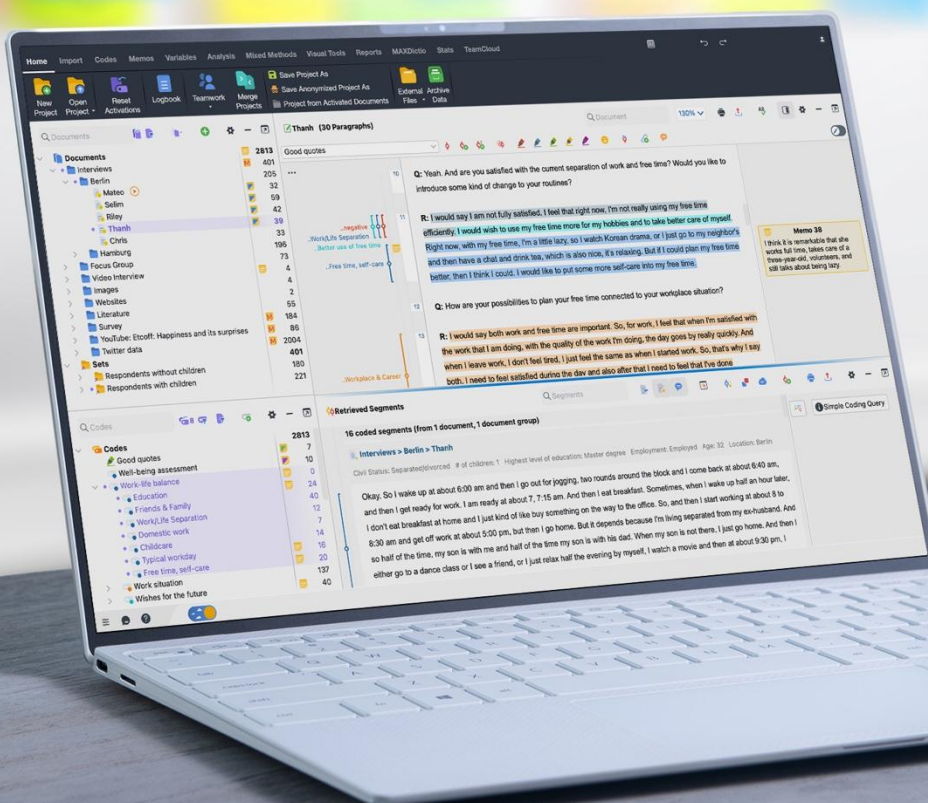 Home Import Codes Memos Variables Analysis Mixed Methods Visual Tools Reports MAXDictio Stats TeamCloud
New Project
Open Project
Reset Activations
Logbook
Teamwork
Merge Projects
Save Project As
Save Anonymized Project As
Project from Activated Documents
External Files
Archive Data
Documents
Documents 2813
Interviews 401
Berlin 205
Mateo 32
Selim 59
Riley 42
Thanh 39
Chris 33
Hamburg 196
Focus Group 73
Video Interview 4
Images 4
Websites 2
Literature 55
Survey 184
YouTube: Etcoff: Happiness and its surprises 86
Twitter data 2004
Sets 401
Respondents without children 180
Respondents with children 221
Thanh (30 Paragraphs)
Document
130%
Good quotes
...
10
Q: Yeah. And are you satisfied with the current separation of work and free time? Would you like to
introduce some kind of change to your routines?
11
..negative
..Work/Life Separation
..Better use of free time
..Free time, self-care
R: I would say I am not fully satisfied, I feel that right now, I'm not really using my free time
efficiently. I would wish to use my free time more for my hobbies and to take better care of myself.
Right now, with my free time, I'm a little lazy, so I watch Korean drama, or I just go to my neighbor's
and then have a chat and drink tea, which is also nice, it's relaxing. But if I could plan my free time
better, then I think I could. I would like to put some more self-care into my free time.
Memo 38
I think it is remarkable that she
works full time, takes care of a
three-year-old, volunteers, and
still talks about being lazy.
12
Q: How are your possibilities to plan your free time connected to your workplace situation?
13
..Workplace & Career
R: I would say both work and free time are important. So, for work, I feel that when I'm satisfied with
the work that I am doing, with the quality of the work I'm doing, the day goes by really quickly. And
when I leave work, I don't feel tired, I just feel the same as when I started work. So, that's why I say
both. I need to feel satisfied during the day and also after that I need to feel that I've done
Codes
Codes 2813
Good quotes 7
Well-being assessment 10
Work-life balance 0
Education 24
Friends & Family 40
Work/Life Separation 12
Domestic work 7
Childcare 14
Typical workday 16
Free time, self-care 20
Work situation 137
Wishes for the future 40
Retrieved Segments
Segments
16 coded segments (from 1 document, 1 document group)
Simple Coding Query
Interviews > Berlin > Thanh
Civil Status: Separated/divorced # of children: 1 Highest level of education: Master degree Employment: Employed Age: 32 Location: Berlin
Okay. So I wake up at about 6:00 am and then I go out for jogging, two rounds around the block and I come back at about 6:40 am,
and then I get ready for work. I am ready at about 7, 7:15 am. And then I eat breakfast. Sometimes, when I wake up half an hour later,
I don't eat breakfast at home and I just kind of like buy something on the way to the office. So, and then I start working at about 8 to
8:30 am and get off work at about 5:00 pm, but then I go home. But it depends because I'm living separated from my ex-husband. And
so half of the time, my son is with me and half of the time my son is with his dad. When my son is not there, I just go home. And then I
either go to a dance class or I see a friend, or I just relax half the evening by myself, I watch a movie and then at about 9:30 pm, I